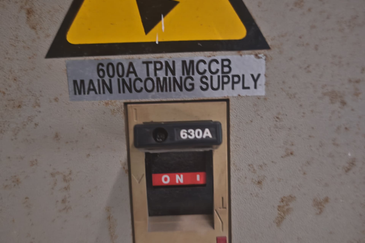 600A TPN MCCB
MAIN INCOMING SUPPLY
630A
ON I